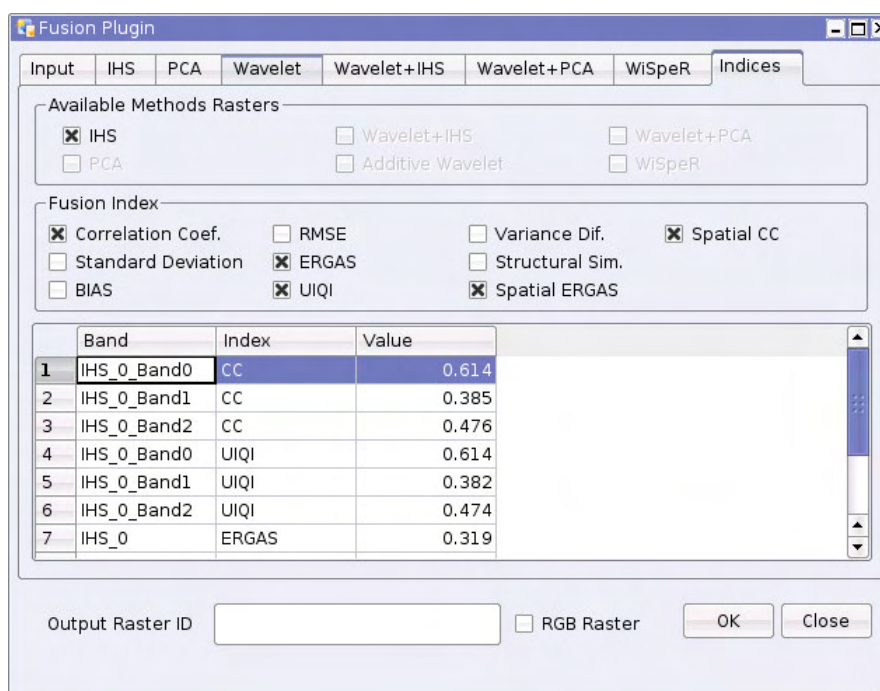 Fusion Plugin
Input IHS PCA Wavelet Wavelet+IHS Wavelet+PCA WiSpeR Indices
Available Methods Rasters
IHS Wavelet+IHS Wavelet+PCA
PCA Additive Wavelet WiSpeR
Fusion Index
Correlation Coef. RMSE Variance Dif. Spatial CC
Standard Deviation ERGAS Structural Sim.
BIAS UIQI Spatial ERGAS
Band Index Value
1 IHS_0_Band0 CC 0.614
2 IHS_0_Band1 CC 0.385
3 IHS_0_Band2 CC 0.476
4 IHS_0_Band0 UIQI 0.614
5 IHS_0_Band1 UIQI 0.382
6 IHS_0_Band2 UIQI 0.474
7 IHS_0 ERGAS 0.319
Output Raster ID RGB Raster OK Close